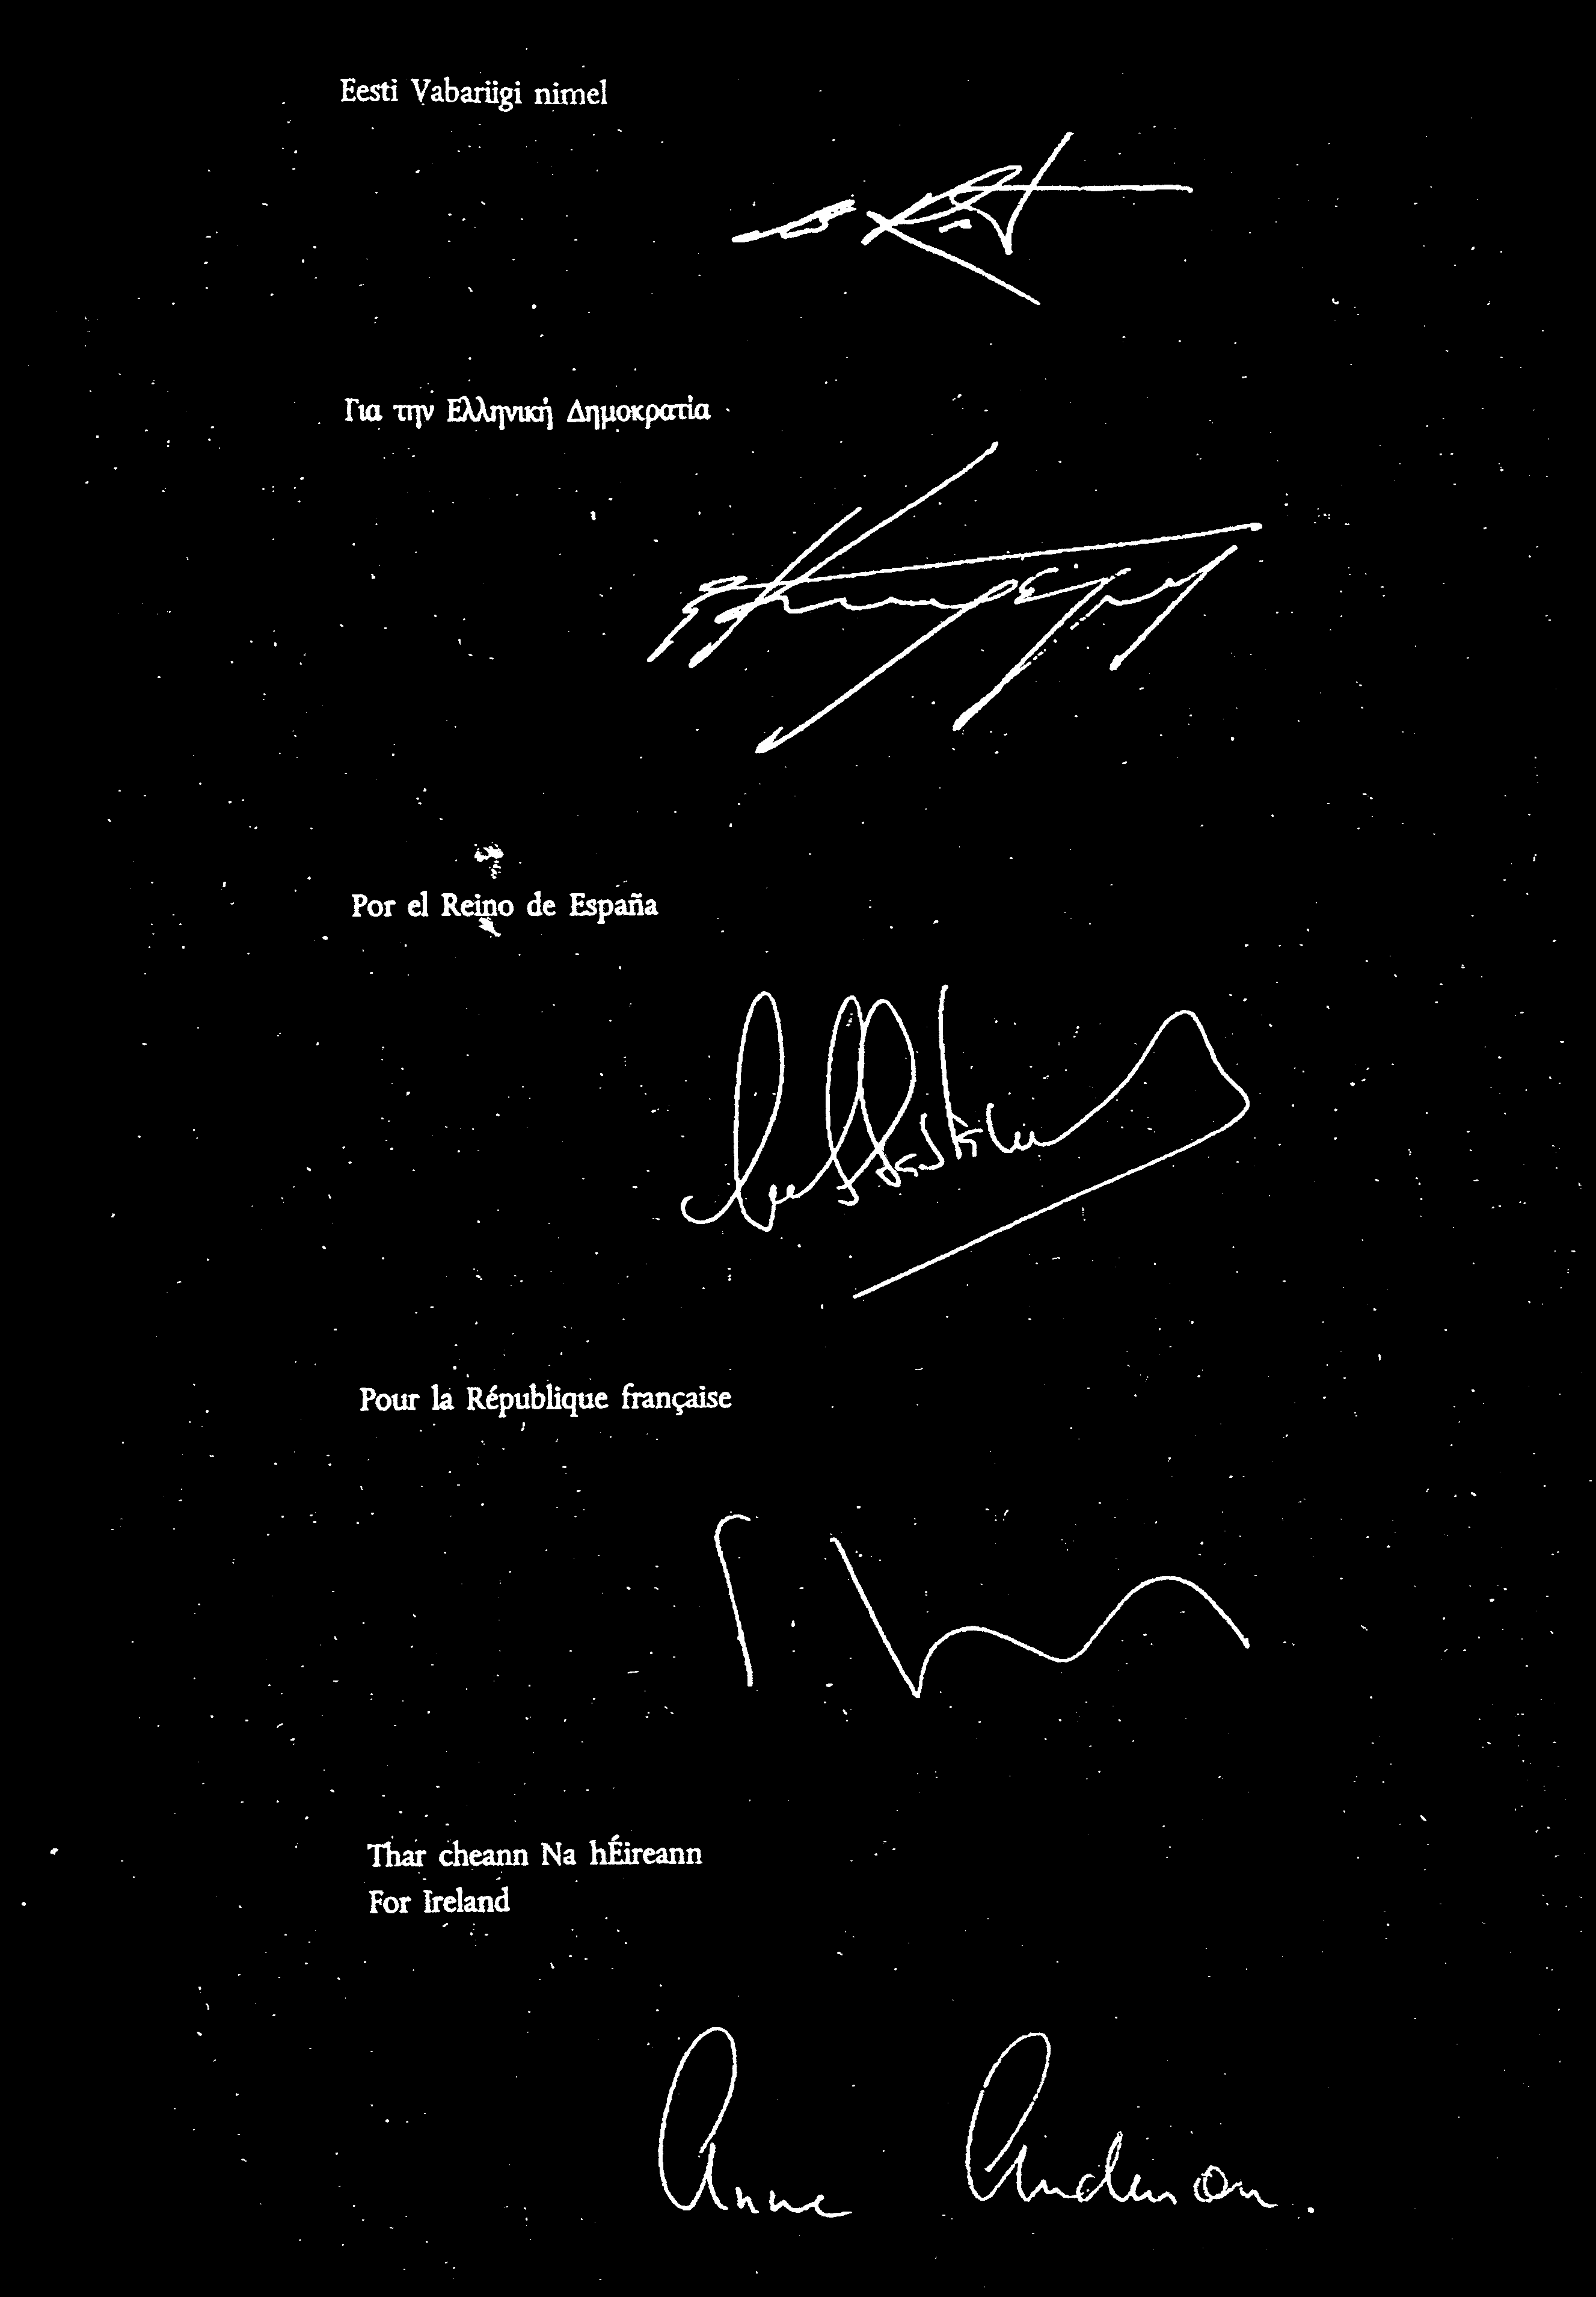 Eesti Vabariigi nimel
Για την Ελληνική Δημοκρατία
Por el Reino de España
Pour la République française
Thar cheann Na hÉireann
For Ireland
Anne Anderson.